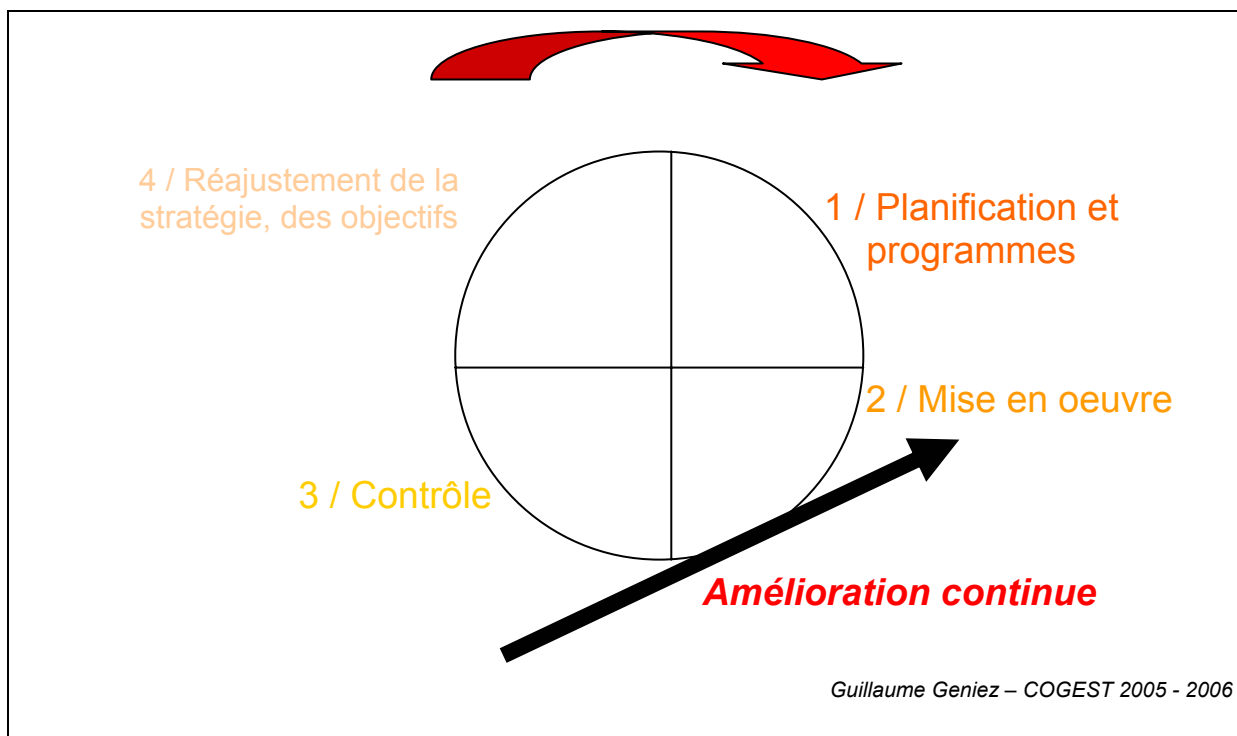 4 / Réajustement de la
stratégie, des objectifs
1 / Planification et
programmes
2 / Mise en oeuvre
3 / Contrôle
Amélioration continue
Guillaume Geniez – COGEST 2005 - 2006